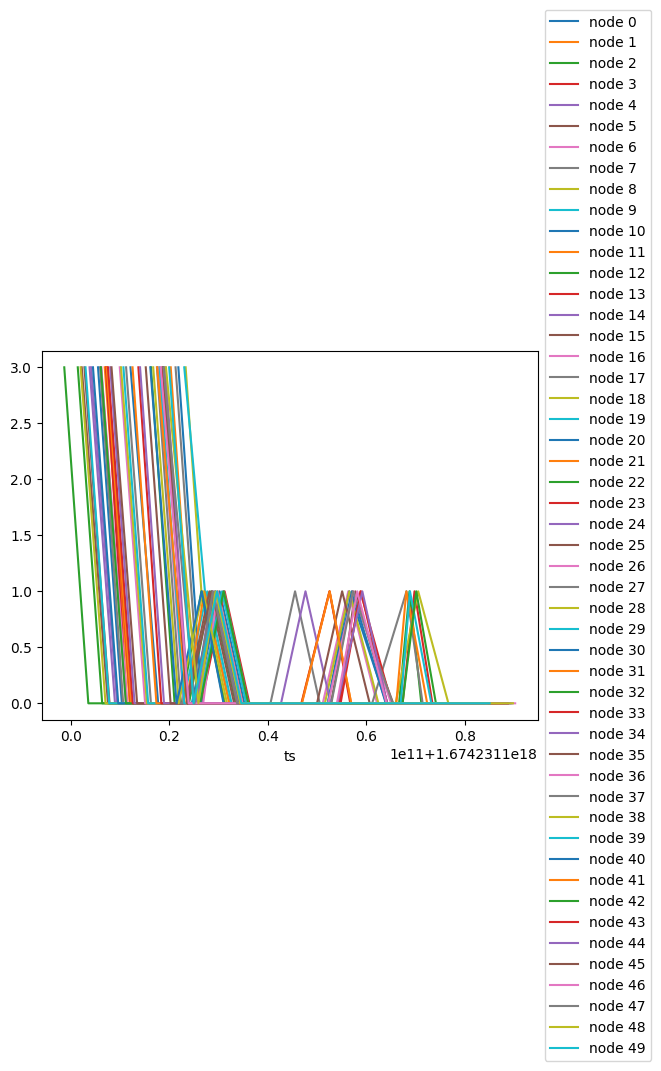 node 0
node 1
node 2
node 3
node 4
node 5
node 6
node 7
node 8
node 9
node 10
node 11
node 12
node 13
node 14
node 15
node 16
node 17
node 18
node 19
node 20
node 21
node 22
node 23
node 24
node 25
node 26
node 27
node 28
node 29
node 30
node 31
node 32
node 33
node 34
node 35
node 36
node 37
node 38
node 39
node 40
node 41
node 42
node 43
node 44
node 45
node 46
node 47
node 48
node 49
3.0
2.5
2.0
1.5
1.0
0.5
0.0
0.0 0.2 0.4 0.6 0.8
1e11+1.6742311e18
ts